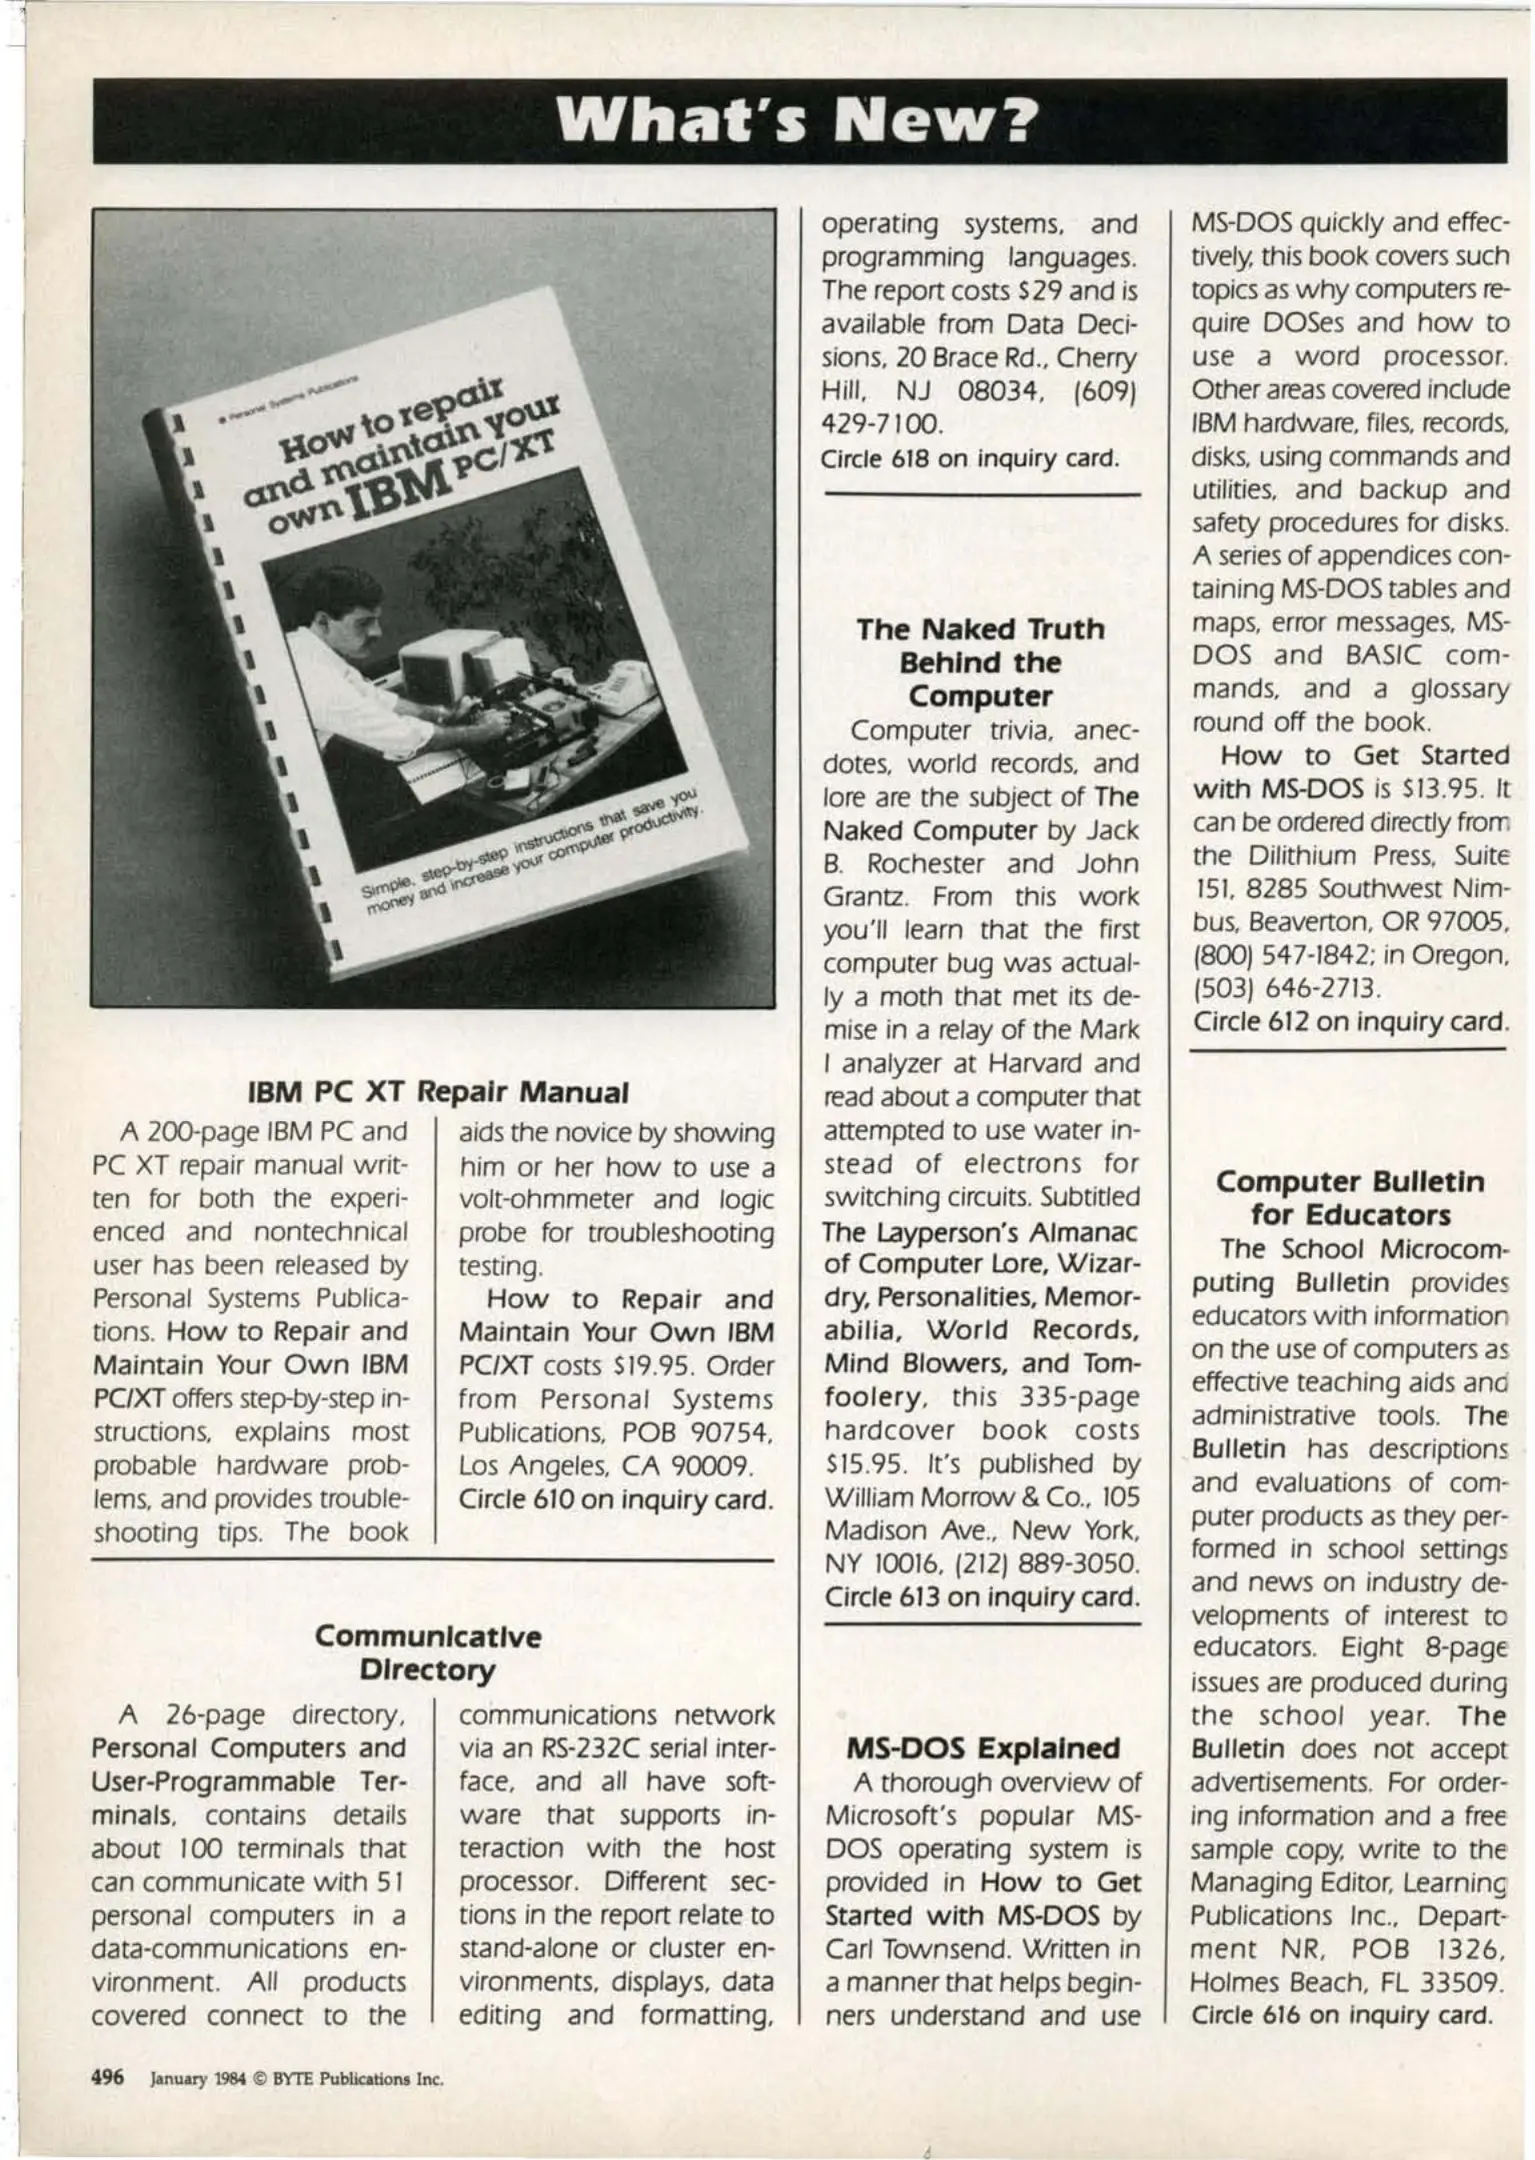 What's New?
• Personal Systems Publications
How to repair
and maintain your
own IBM PC/XT
Simple, step-by-step instructions that save you
money and increase your computer productivity.
IBM PC XT Repair Manual
A 200-page IBM PC and
PC XT repair manual writ-
ten for both the experi-
enced and nontechnical
user has been released by
Personal Systems Publica-
tions. How to Repair and
Maintain Your Own IBM
PC/XT offers step-by-step in-
structions, explains most
probable hardware prob-
lems, and provides trouble-
shooting tips. The book
aids the novice by showing
him or her how to use a
volt-ohmmeter and logic
probe for troubleshooting
testing.
How to Repair and
Maintain Your Own IBM
PC/XT costs $19.95. Order
from Personal Systems
Publications, POB 90754,
Los Angeles, CA 90009.
Circle 610 on inquiry card.
Communicative
Directory
A 26-page directory,
Personal Computers and
User-Programmable Ter-
minals, contains details
about 100 terminals that
can communicate with 51
personal computers in a
data-communications en-
vironment. All products
covered connect to the
communications network
via an RS-232C serial inter-
face, and all have soft-
ware that supports in-
teraction with the host
processor. Different sec-
tions in the report relate to
stand-alone or cluster en-
vironments, displays, data
editing and formatting,
operating systems, and
programming languages.
The report costs $29 and is
available from Data Deci-
sions, 20 Brace Rd., Cherry
Hill, NJ 08034, (609)
429-7100.
Circle 618 on inquiry card.
The Naked Truth
Behind the
Computer
Computer trivia, anec-
dotes, world records, and
lore are the subject of The
Naked Computer by Jack
B. Rochester and John
Grantz. From this work
you'll learn that the first
computer bug was actual-
ly a moth that met its de-
mise in a relay of the Mark
I analyzer at Harvard and
read about a computer that
attempted to use water in-
stead of electrons for
switching circuits. Subtitled
The Layperson's Almanac
of Computer Lore, Wizar-
dry, Personalities, Memor-
abilia, World Records,
Mind Blowers, and Tom-
foolery, this 335-page
hardcover book costs
$15.95. It's published by
William Morrow & Co., 105
Madison Ave., New York,
NY 10016, (212) 889-3050.
Circle 613 on inquiry card.
MS-DOS Explained
A thorough overview of
Microsoft's popular MS-
DOS operating system is
provided in How to Get
Started with MS-DOS by
Carl Townsend. Written in
a manner that helps begin-
ners understand and use
MS-DOS quickly and effec-
tively, this book covers such
topics as why computers re-
quire DOSes and how to
use a word processor.
Other areas covered include
IBM hardware, files, records,
disks, using commands and
utilities, and backup and
safety procedures for disks.
A series of appendices con-
taining MS-DOS tables and
maps, error messages, MS-
DOS and BASIC com-
mands, and a glossary
round off the book.
How to Get Started
with MS-DOS is $13.95. It
can be ordered directly from
the Dilithium Press, Suite
151, 8285 Southwest Nim-
bus, Beaverton, OR 97005,
(800) 547-1842; in Oregon,
(503) 646-2713.
Circle 612 on inquiry card.
Computer Bulletin
for Educators
The School Microcom-
puting Bulletin provides
educators with information
on the use of computers as
effective teaching aids and
administrative tools. The
Bulletin has descriptions
and evaluations of com-
puter products as they per-
formed in school settings
and news on industry de-
velopments of interest to
educators. Eight 8-page
issues are produced during
the school year. The
Bulletin does not accept
advertisements. For order-
ing information and a free
sample copy, write to the
Managing Editor, Learning
Publications Inc., Depart-
ment NR, POB 1326,
Holmes Beach, FL 33509.
Circle 616 on inquiry card.
496 January 1984 © BYTE Publications Inc.